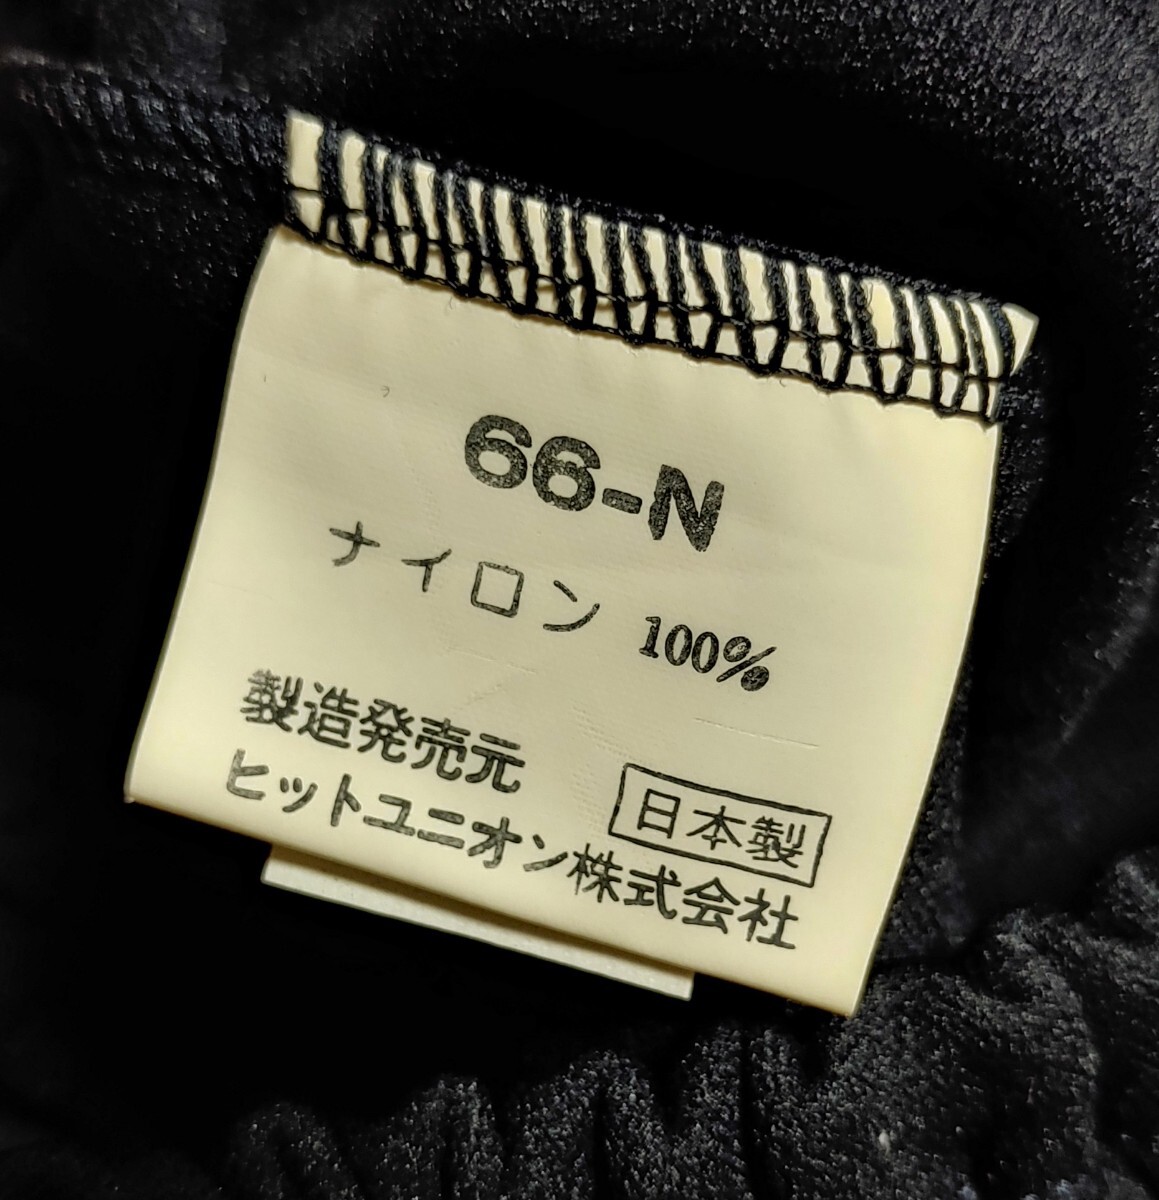 66-N
ナイロン 100%
製造発売元
日本製
ヒットユニオン株式会社